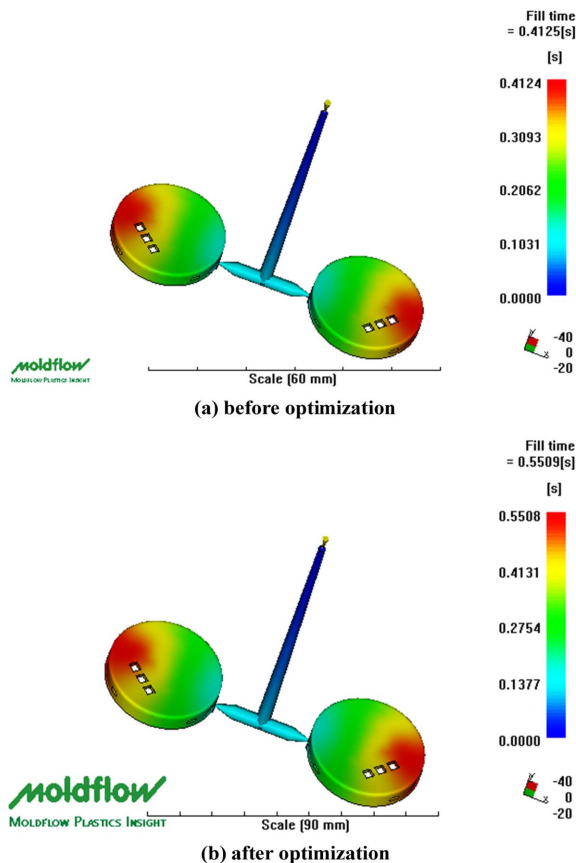 Fill time
= 0.4125[s]
[s]
0.4124
0.3093
0.2062
0.1031
0.0000
-40
0
-20
moldflow
MOLDFLOW PLASTICS INSIGHT
Scale (60 mm)
(a) before optimization
Fill time
= 0.5509[s]
[s]
0.5508
0.4131
0.2754
0.1377
0.0000
-40
0
-20
moldflow
MOLDFLOW PLASTICS INSIGHT
Scale (90 mm)
(b) after optimization